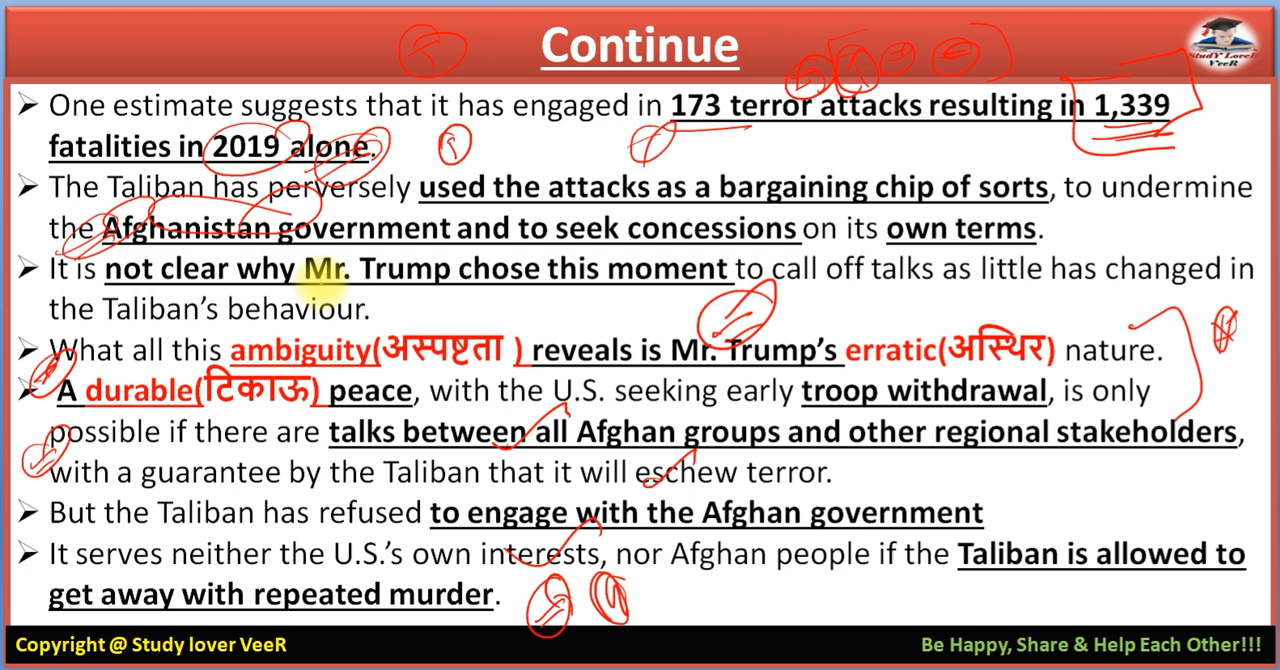 Continue
StudY LoveR
VeeR
➤ One estimate suggests that it has engaged in 173 terror attacks resulting in 1,339
fatalities in 2019 alone.
➤ The Taliban has perversely used the attacks as a bargaining chip of sorts, to undermine
the Afghanistan government and to seek concessions on its own terms.
➤ It is not clear why Mr. Trump chose this moment to call off talks as little has changed in
the Taliban’s behaviour.
➤ What all this ambiguity(अस्पष्टता ) reveals is Mr. Trump’s erratic(अस्थिर) nature.
➤ A durable(टिकाऊ) peace, with the U.S. seeking early troop withdrawal, is only
possible if there are talks between all Afghan groups and other regional stakeholders,
with a guarantee by the Taliban that it will eschew terror.
➤ But the Taliban has refused to engage with the Afghan government
➤ It serves neither the U.S.’s own interests, nor Afghan people if the Taliban is allowed to
get away with repeated murder.
Copyright @ Study lover VeeR
Be Happy, Share & Help Each Other!!!